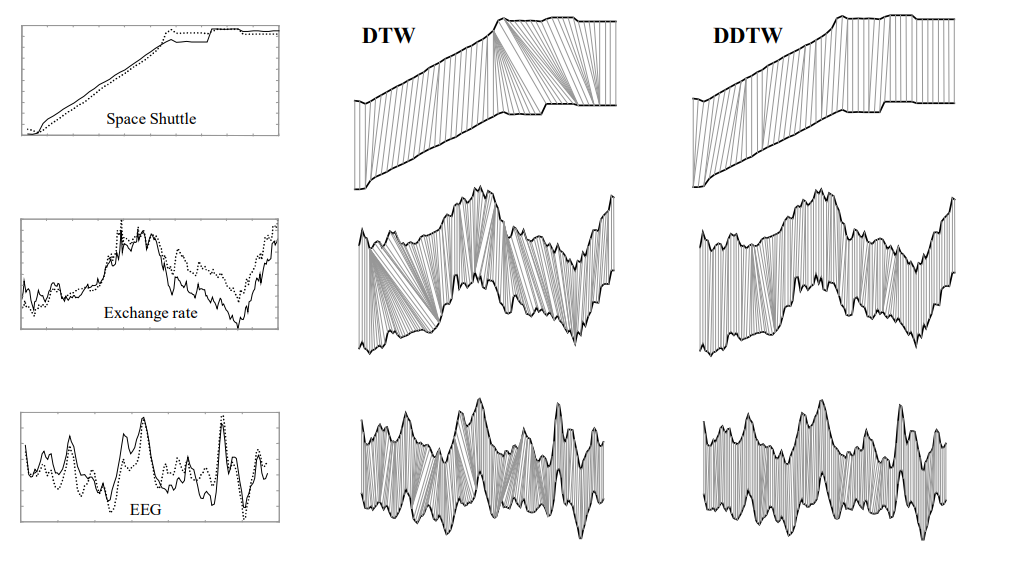 DTW
DDTW
Space Shuttle
Exchange rate
EEG